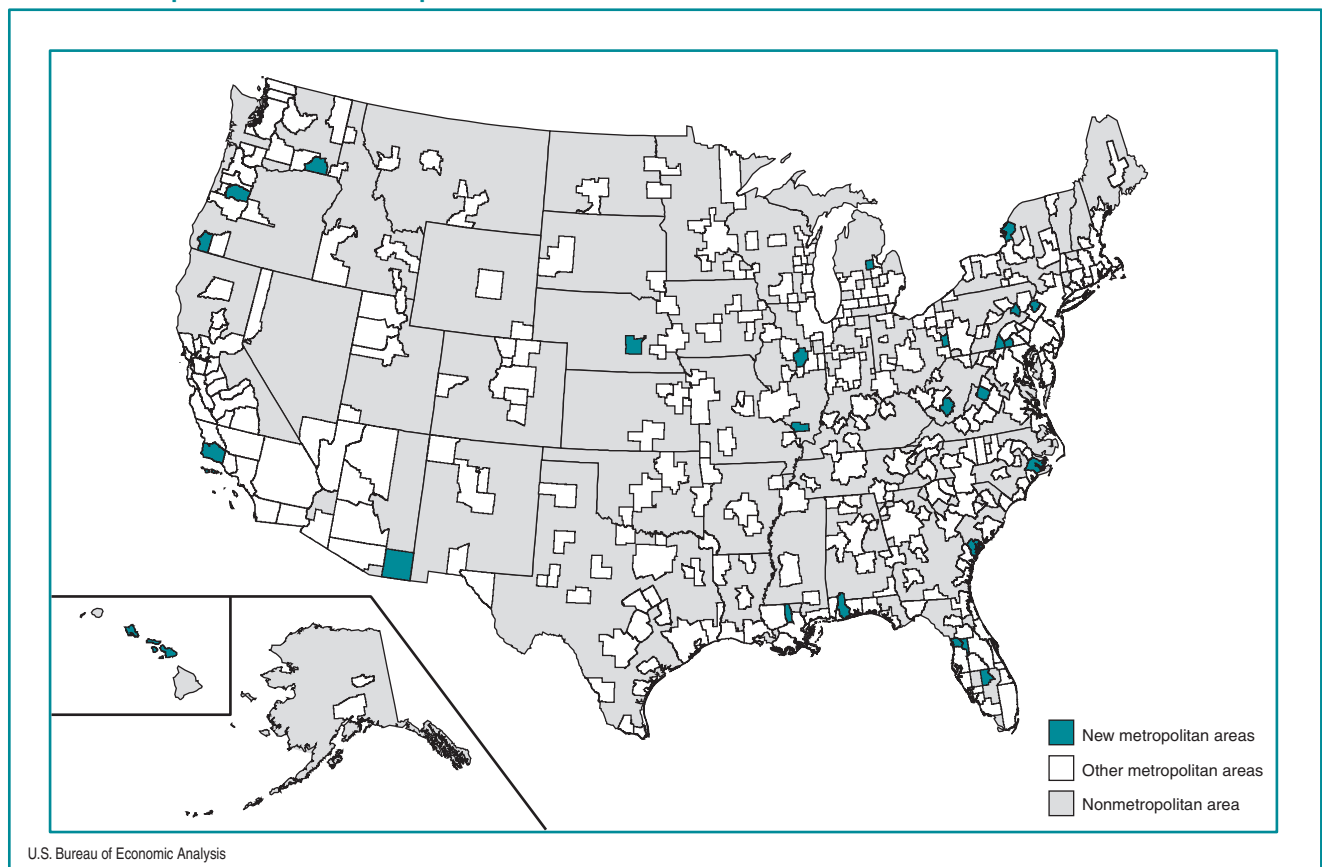 New metropolitan areas
Other metropolitan areas
Nonmetropolitan area
U.S. Bureau of Economic Analysis